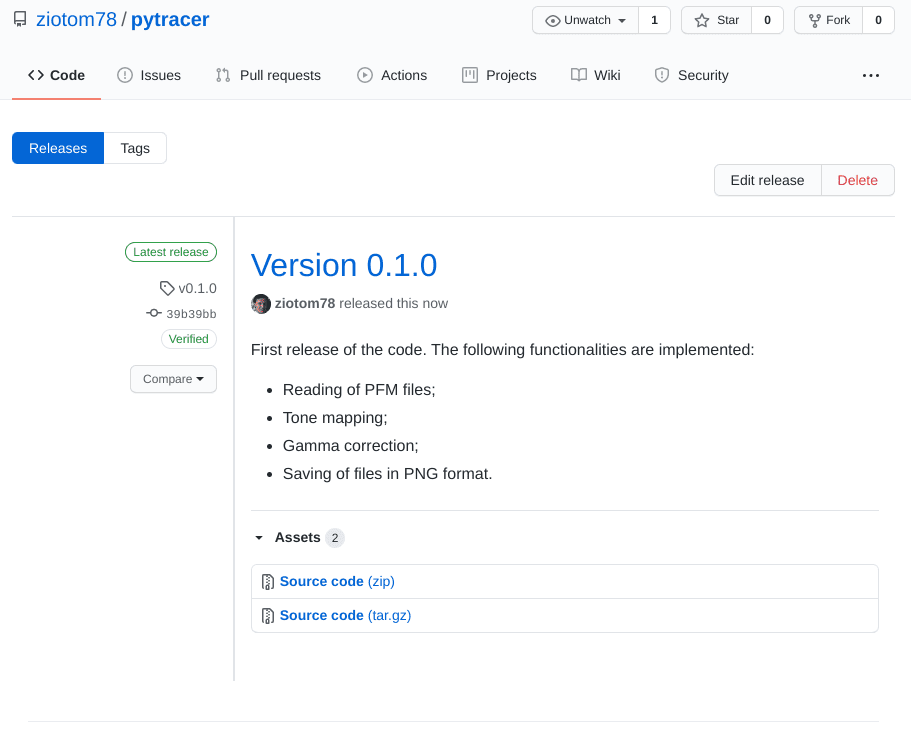 ziotom78 / pytracer
Unwatch 1 Star 0 Fork 0
Code Issues Pull requests Actions Projects Wiki Security
Releases Tags
Edit release Delete
Latest release
v0.1.0
39b39bb
Verified
Compare
Version 0.1.0
ziotom78 released this now
First release of the code. The following functionalities are implemented:
• Reading of PFM files;
• Tone mapping;
• Gamma correction;
• Saving of files in PNG format.
Assets 2
Source code (zip)
Source code (tar.gz)